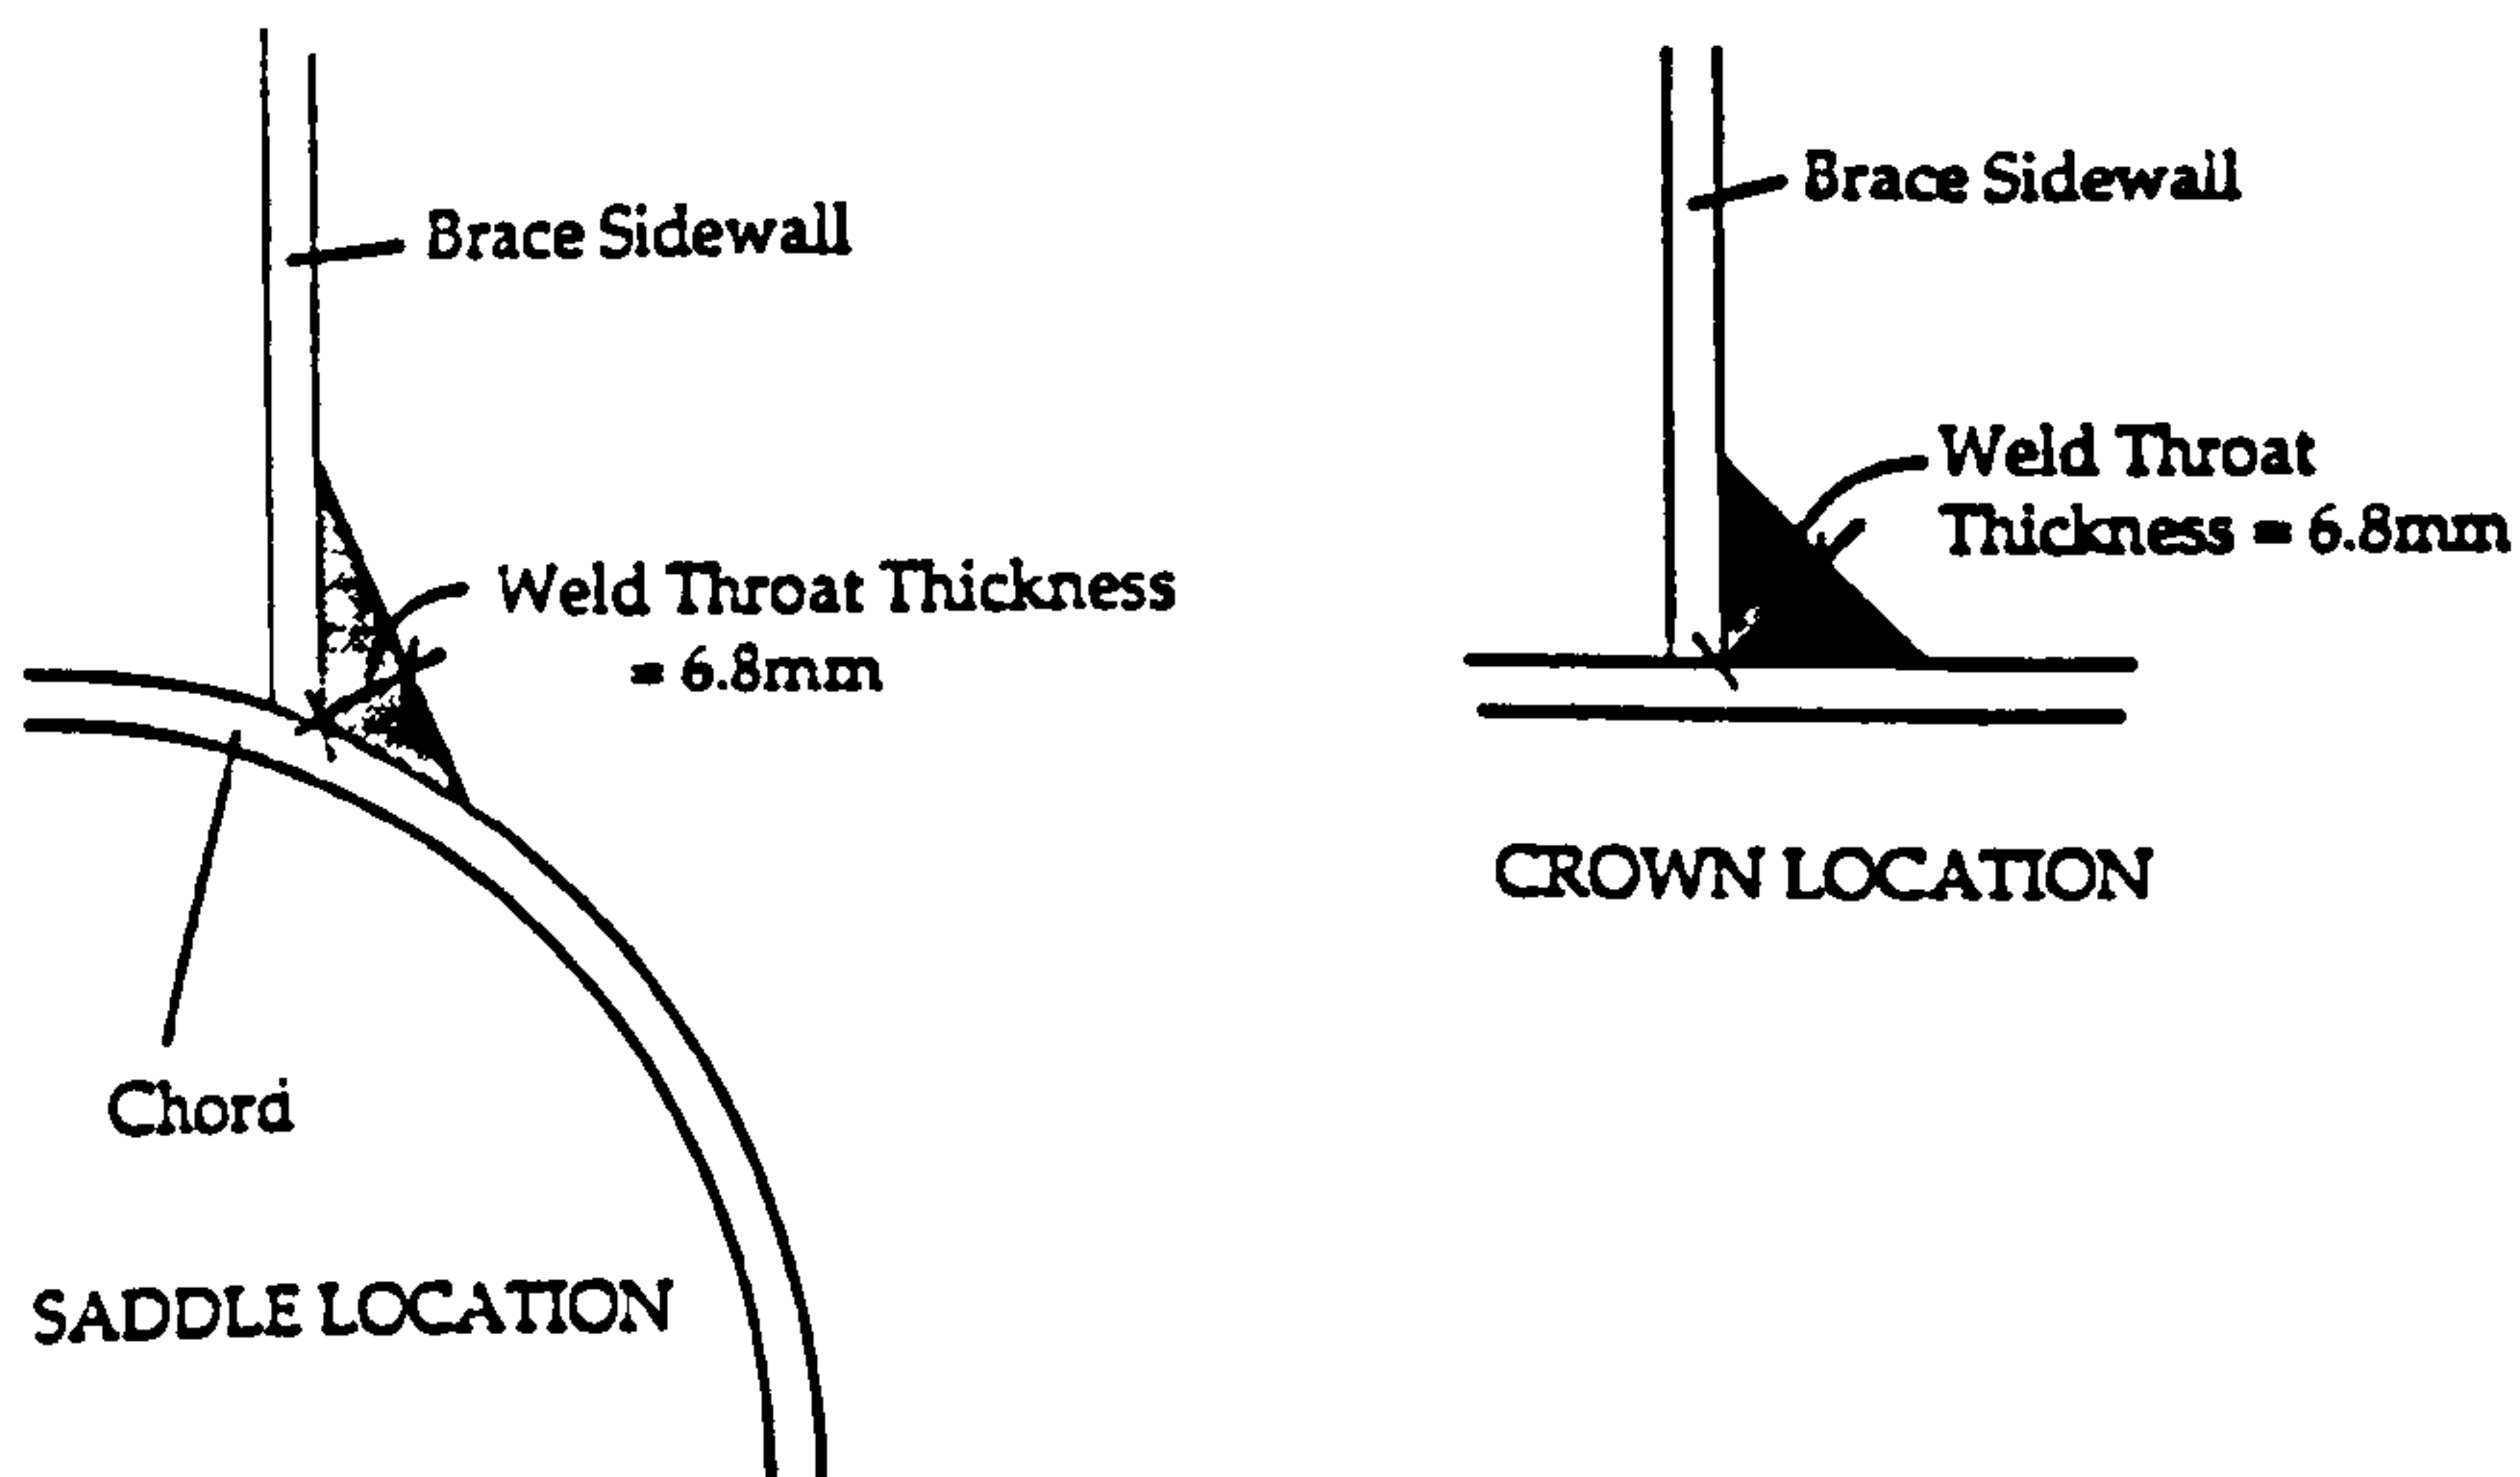 Brace Sidewall
Weld Throat Thickness
= 6.8mm
Chord
SADDLE LOCATION
Brace Sidewall
Weld Throat
Thickness = 6.8mm
CROWN LOCATION